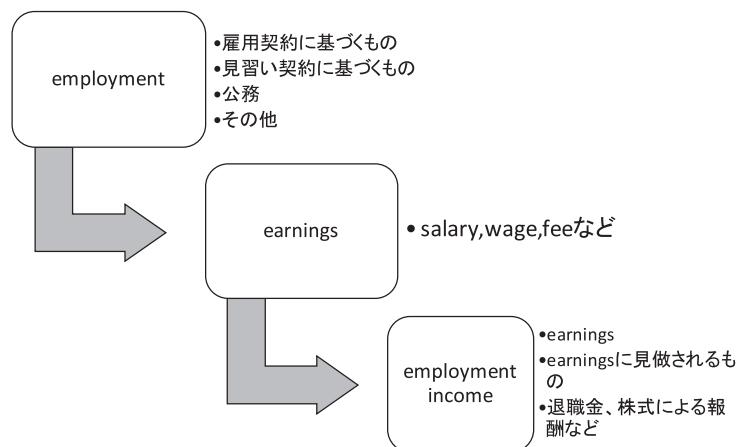 employment
•雇用契約に基づくもの
•見習い契約に基づくもの
•公務
•その他
earnings
• salary,wage,feeなど
employment
income
•earnings
•earningsに見做されるも
の
•退職金、株式による報
酬など